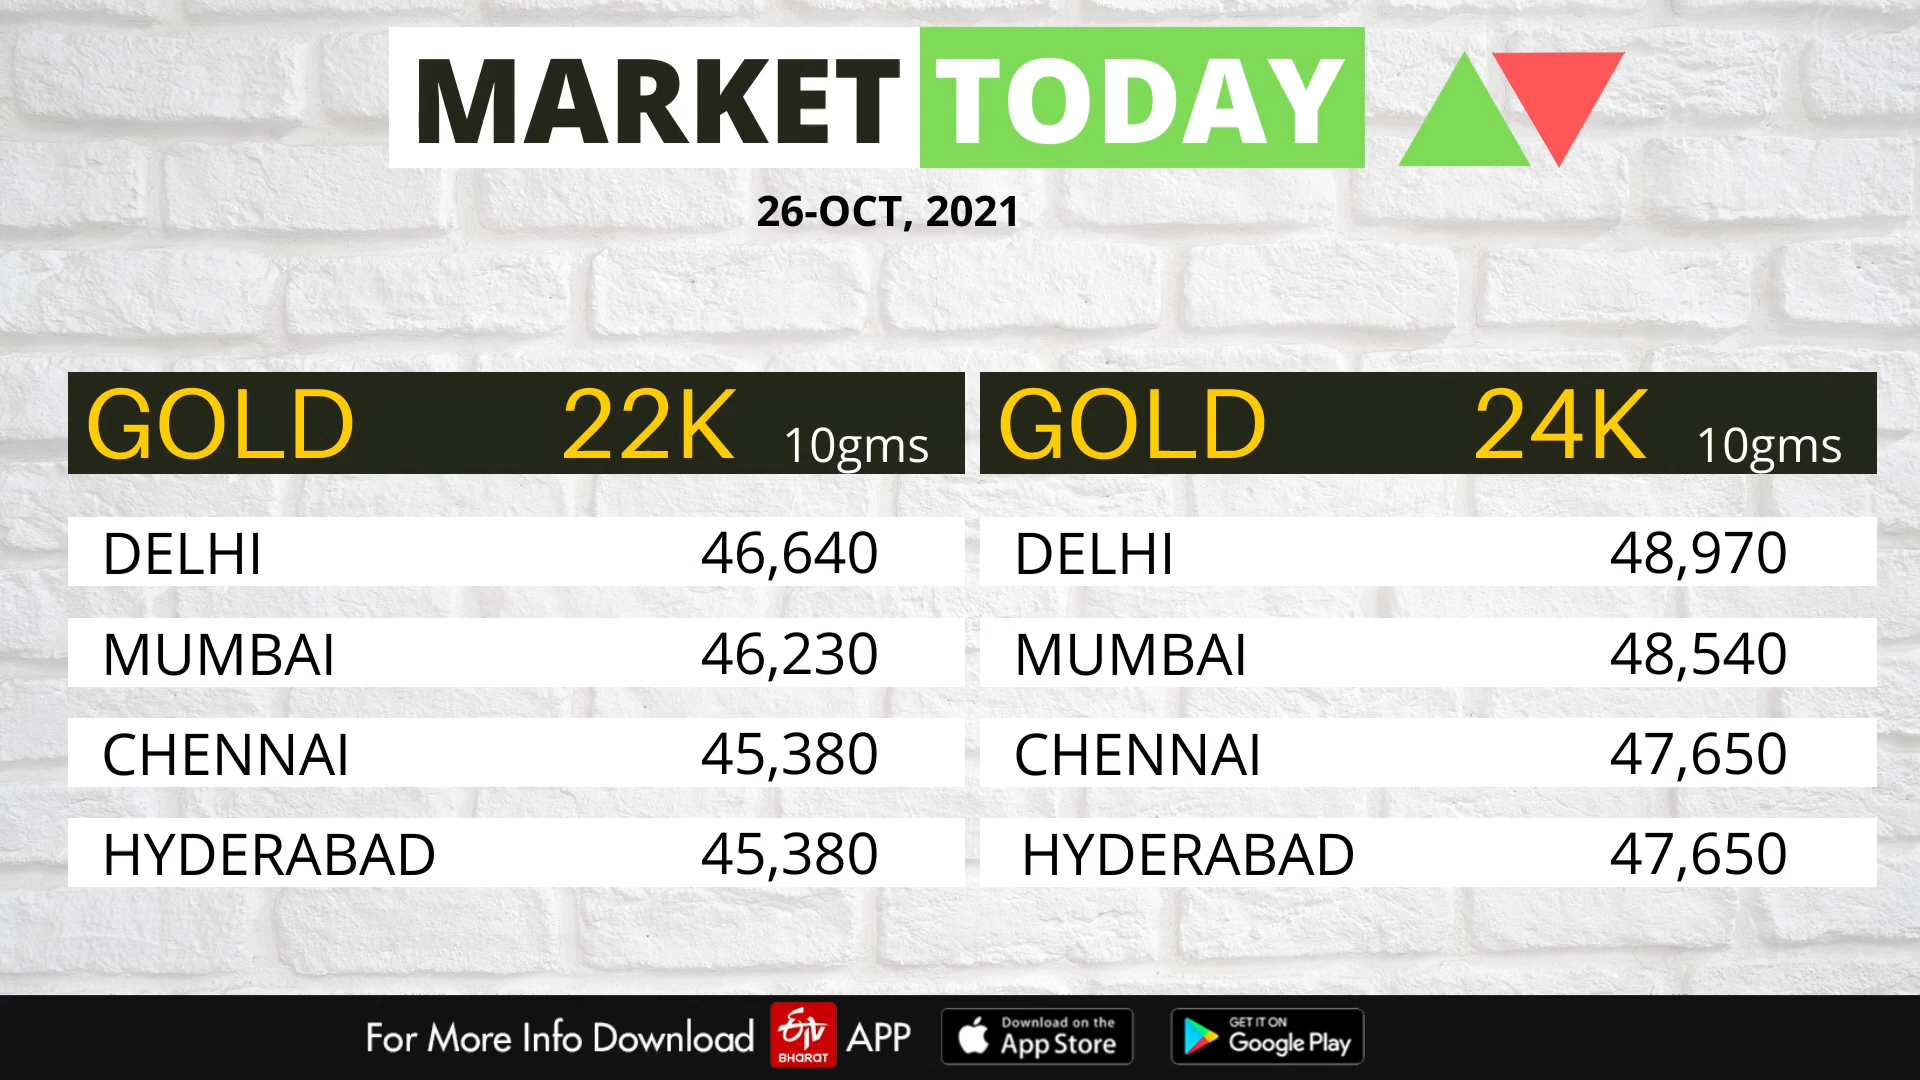 MARKET TODAY
26-OCT, 2021
GOLD 22K 10gms
DELHI 46,640
MUMBAI 46,230
CHENNAI 45,380
HYDERABAD 45,380
GOLD 24K 10gms
DELHI 48,970
MUMBAI 48,540
CHENNAI 47,650
HYDERABAD 47,650
For More Info Download ETV BHARAT APP
Download on the
App Store
GET IT ON
Google Play